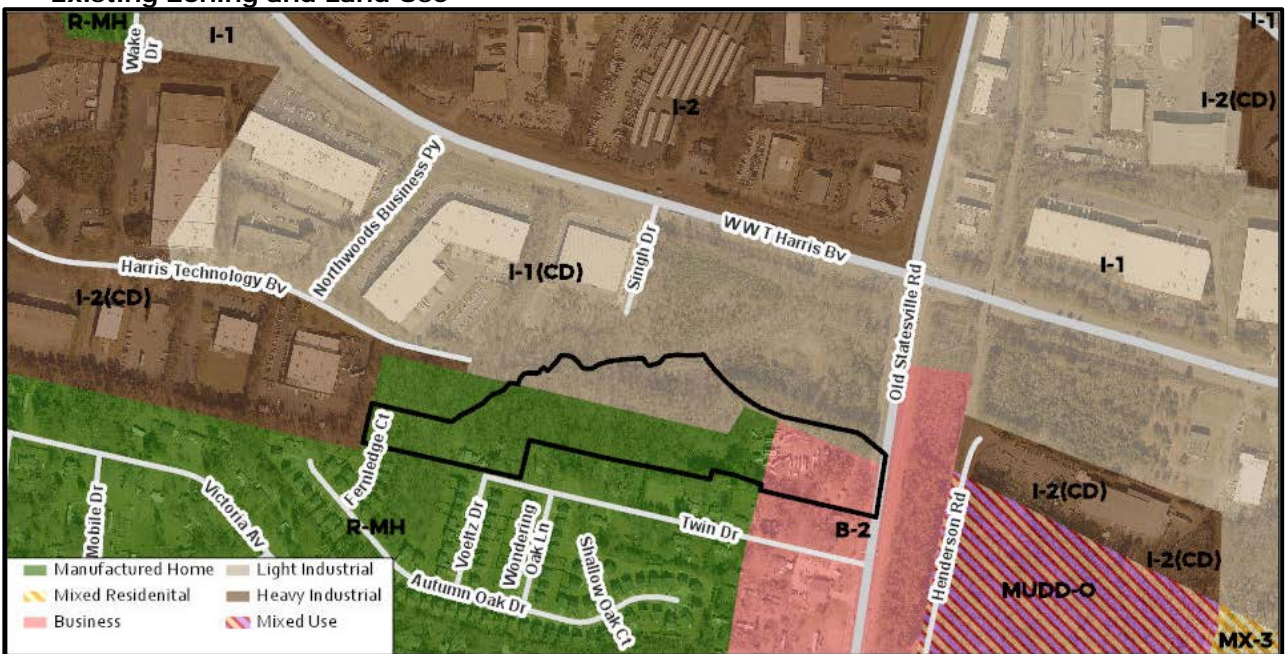 Existing Zoning and Land Use
R-MH
Wake
Dr
I-1
I-1
I-2
I-2(CD)
Northwoods Business Py
W W T Harris Bv
Singh Dr
Harris Technology Bv
I-1(CD)
I-1
I-2(CD)
Old Statesville Rd
Fernledge Ct
Henderson Rd
I-2(CD)
Victoria Av
Mobile Dr
R-MH
Voeltz Dr
Wondering
Oak Ln
Twin Dr
B-2
Shallow Oak Ct
I-2(CD)
Autumn Oak Dr
MUDD-O
MX-3
Manufactured Home
Light Industrial
Mixed Residenital
Heavy Industrial
Business
Mixed Use